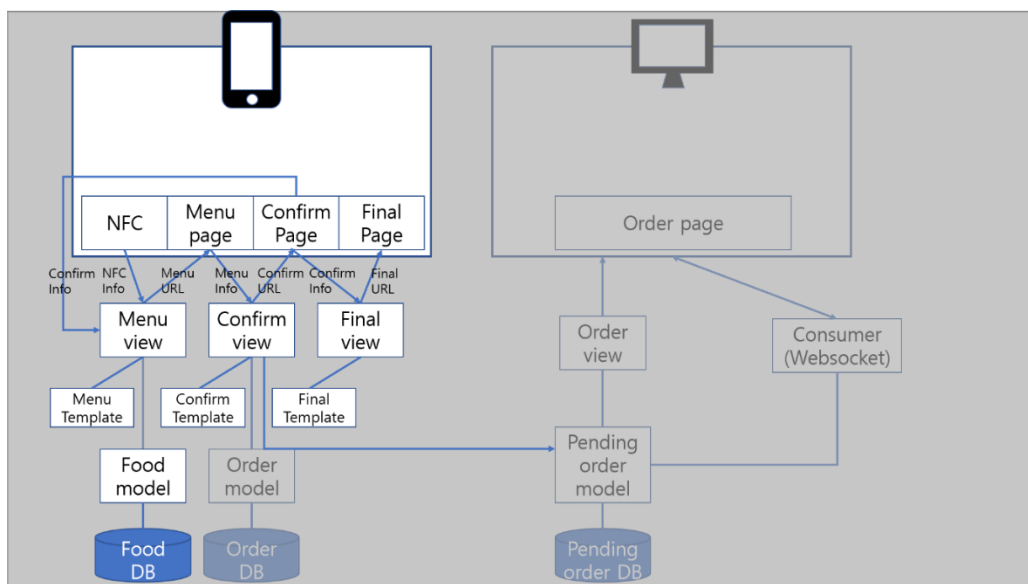 NFC
Menu
page
Confirm
Page
Final
Page
Order page
Confirm
Info
NFC
Info
Menu
URL
Menu
Info
Confirm
URL
Confirm
Info
Final
URL
Menu
view
Confirm
view
Final
view
Order
view
Consumer
(Websocket)
Menu
Template
Confirm
Template
Final
Template
Food
model
Order
model
Pending
order
model
Food
DB
Order
DB
Pending
order DB